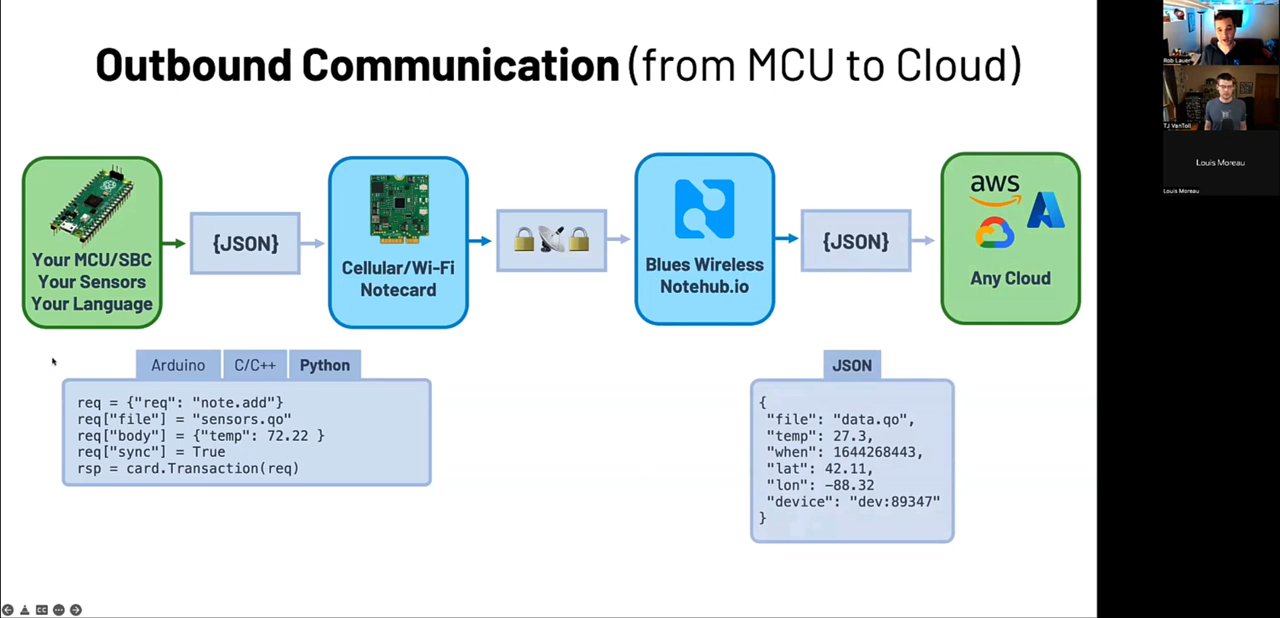 Outbound Communication (from MCU to Cloud)
Your MCU/SBC
Your Sensors
Your Language
{JSON}
Cellular/Wi-Fi
Notecard
Blues Wireless
Notehub.io
{JSON}
aws
Any Cloud
Arduino
C/C++
Python
req = {"req": "note.add"}
req["file"] = "sensors.qo"
req["body"] = {"temp": 72.22 }
req["sync"] = True
rsp = card.Transaction(req)
JSON
{
"file": "data.qo",
"temp": 27.3,
"when": 1644268443,
"lat": 42.11,
"lon": -88.32
"device": "dev:89347"
}
Rob Lauer
TJ VanToll
Louis Moreau
Louis Moreau
CC